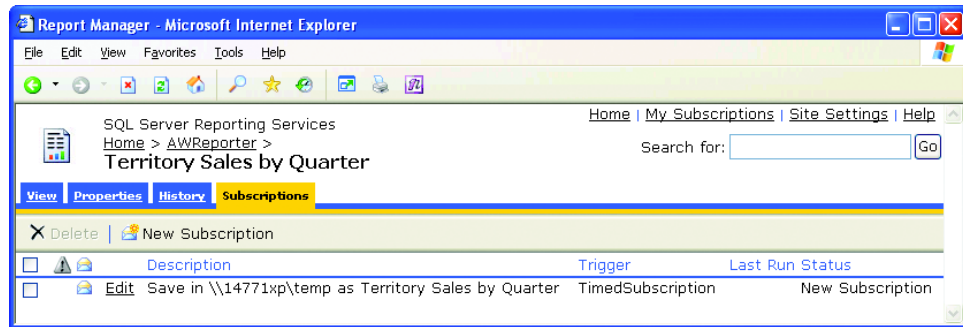 Report Manager - Microsoft Internet Explorer
File Edit View Favorites Tools Help
Home | My Subscriptions | Site Settings | Help
SQL Server Reporting Services
Home > AWReporter >
Territory Sales by Quarter
Search for: Go
View Properties History Subscriptions
Delete | New Subscription
Description Trigger Last Run Status
Edit Save in \\14771xp\temp as Territory Sales by Quarter TimedSubscription New Subscription